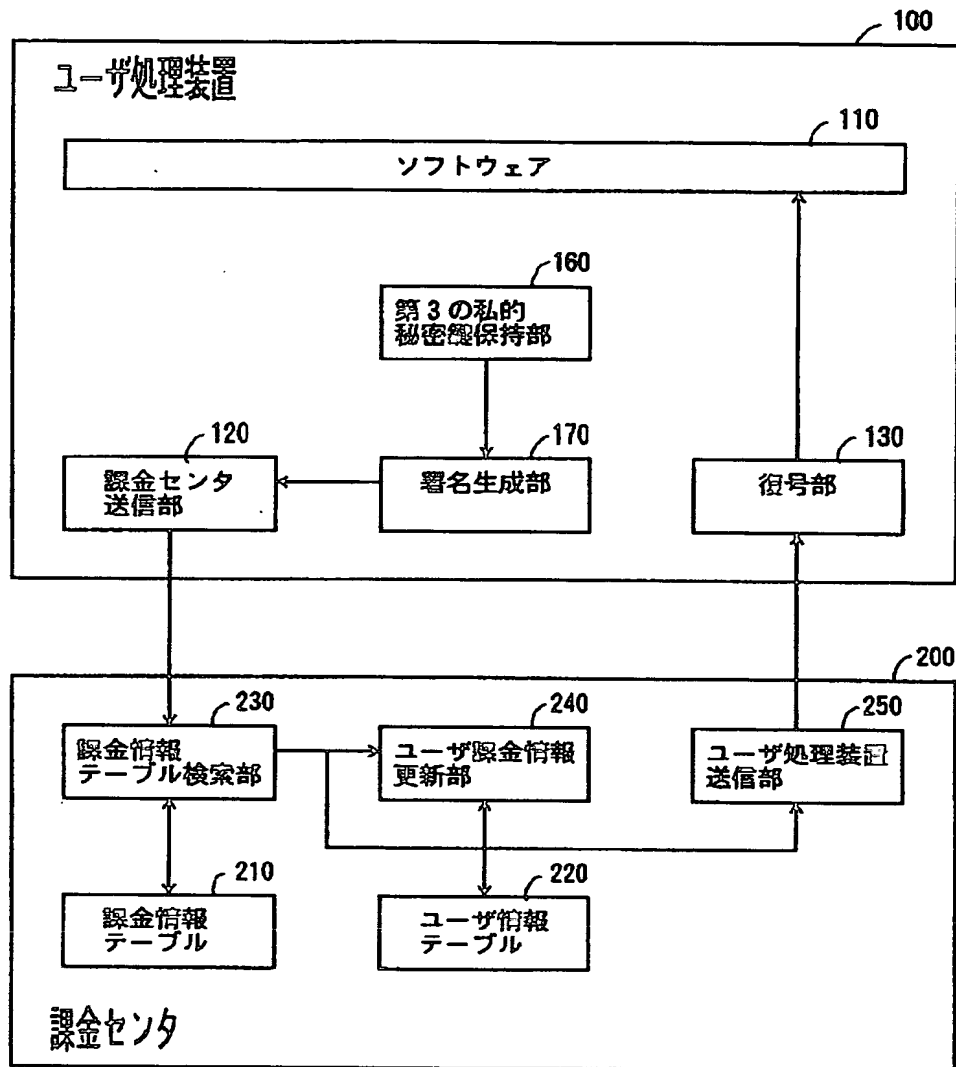 100
ユーザ処理装置
110
ソフトウェア
160
第3の私的
秘密鍵保持部
120
170
130
課金センタ
送信部
署名生成部
復号部
200
230
240
250
課金情報
テーブル検索部
ユーザ課金情報
更新部
ユーザ処理装置
送信部
210
220
課金情報
テーブル
ユーザ情報
テーブル
課金センタ